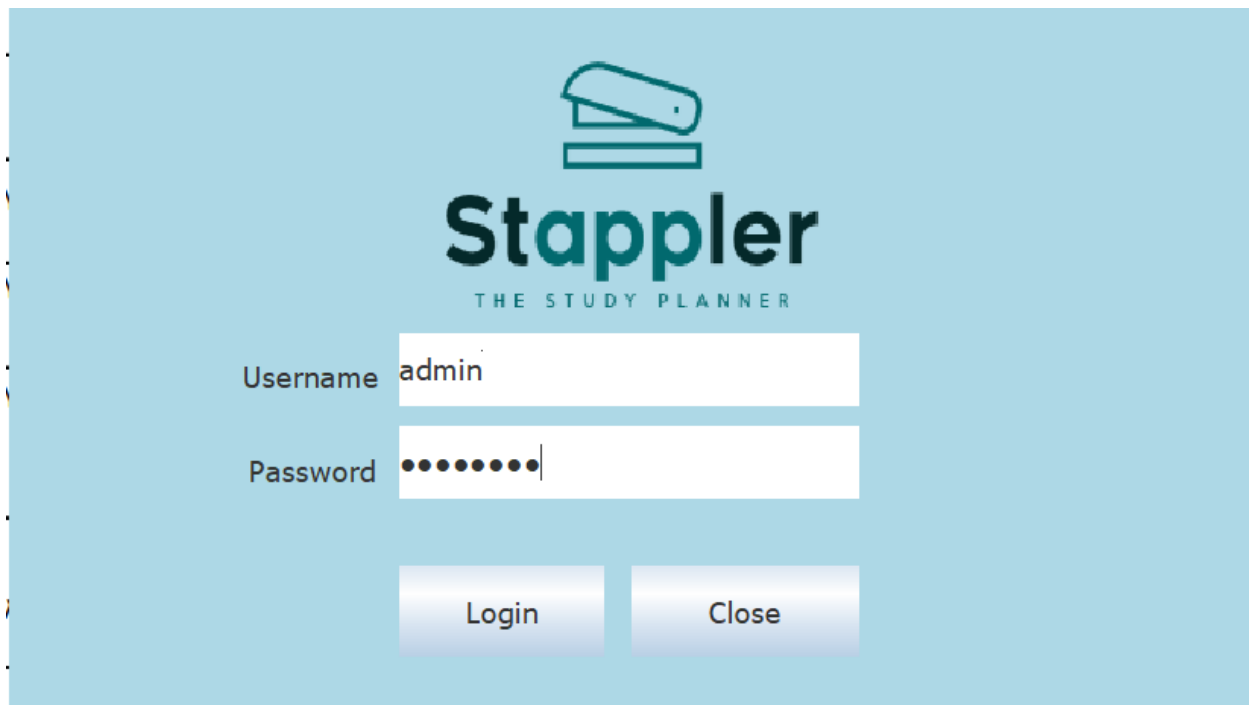 Stappler
THE STUDY PLANNER
Username admin
Password ••••••••
Login Close